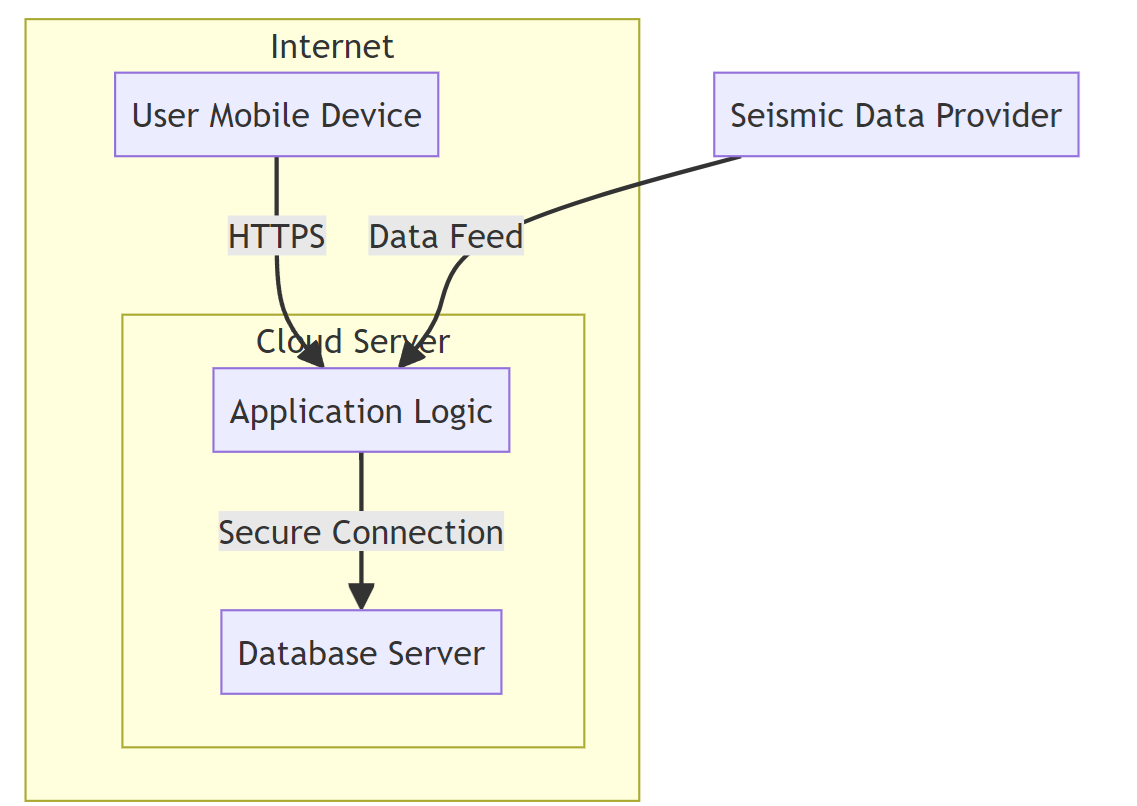 Internet
User Mobile Device
Seismic Data Provider
HTTPS
Data Feed
Cloud Server
Application Logic
Secure Connection
Database Server